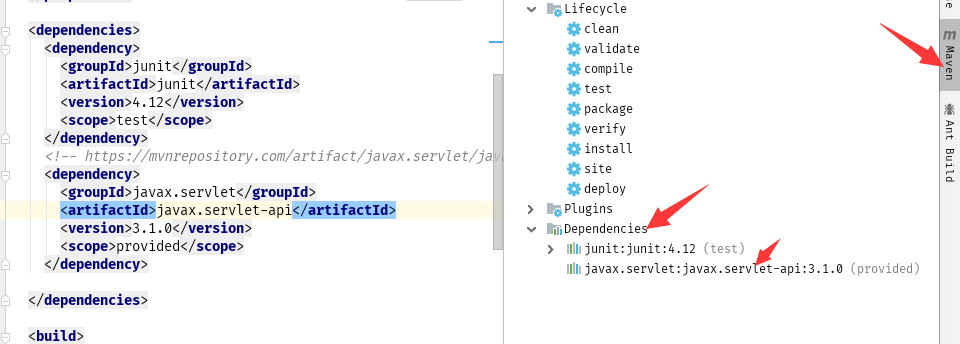 <dependencies>
<dependency>
<groupId>junit</groupId>
<artifactId>junit</artifactId>
<version>4.12</version>
<scope>test</scope>
</dependency>
<!-- https://mvnrepository.com/artifact/javax.servlet/jav
<dependency>
<groupId>javax.servlet</groupId>
<artifactId>javax.servlet-api</artifactId>
<version>3.1.0</version>
<scope>provided</scope>
</dependency>
</dependencies>
<build>
Lifecycle
clean
validate
compile
test
package
verify
install
site
deploy
Plugins
Dependencies
junit:junit:4.12 (test)
javax.servlet:javax.servlet-api:3.1.0 (provided)
m Maven
Ant Build